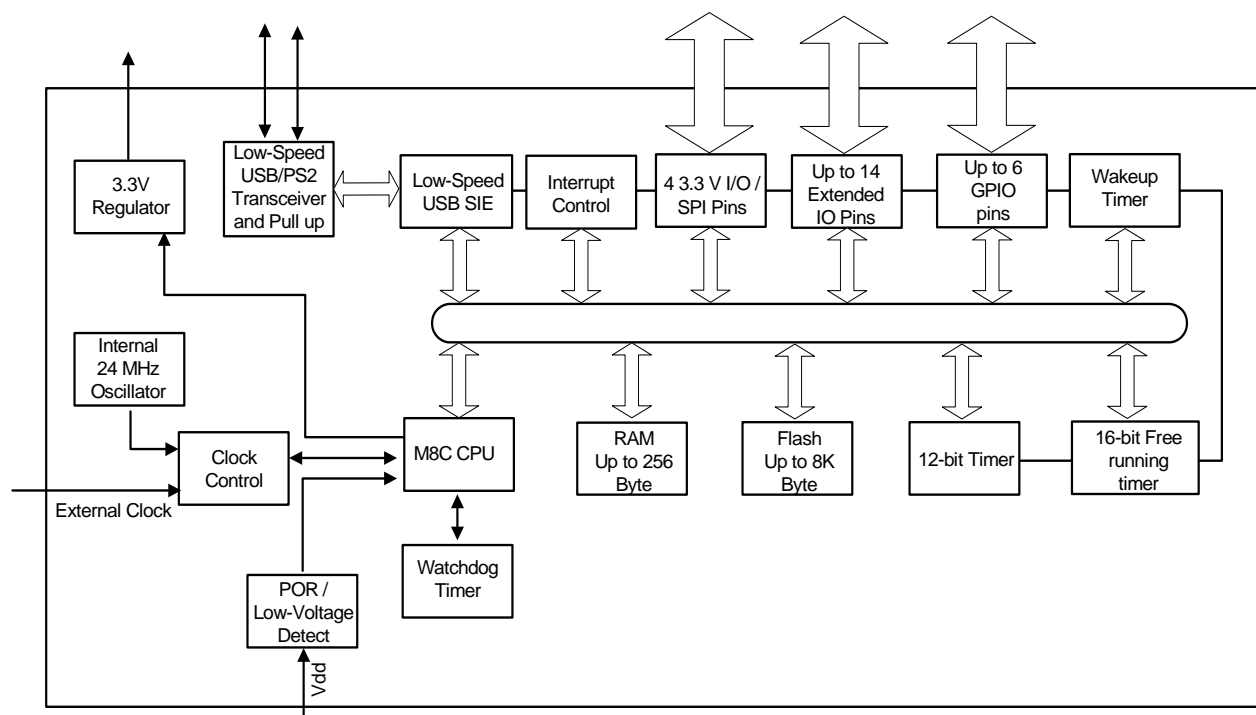 3.3V
Regulator
Low-Speed
USB/PS2
Transceiver
and Pull up
Low-Speed
USB SIE
Interrupt
Control
4 3.3 V I/O /
SPI Pins
Up to 14
Extended
IO Pins
Up to 6
GPIO
pins
Wakeup
Timer
Internal
24 MHz
Oscillator
Clock
Control
External Clock
M8C CPU
RAM
Up to 256
Byte
Flash
Up to 8K
Byte
12-bit Timer
16-bit Free
running
timer
Watchdog
Timer
POR /
Low-Voltage
Detect
Vdd